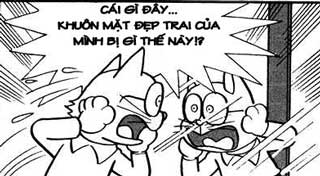 CÁI GÌ ĐÂY...
KHUÔN MẶT ĐẸP TRAI CỦA
MÌNH BỊ GÌ THẾ NÀY!?